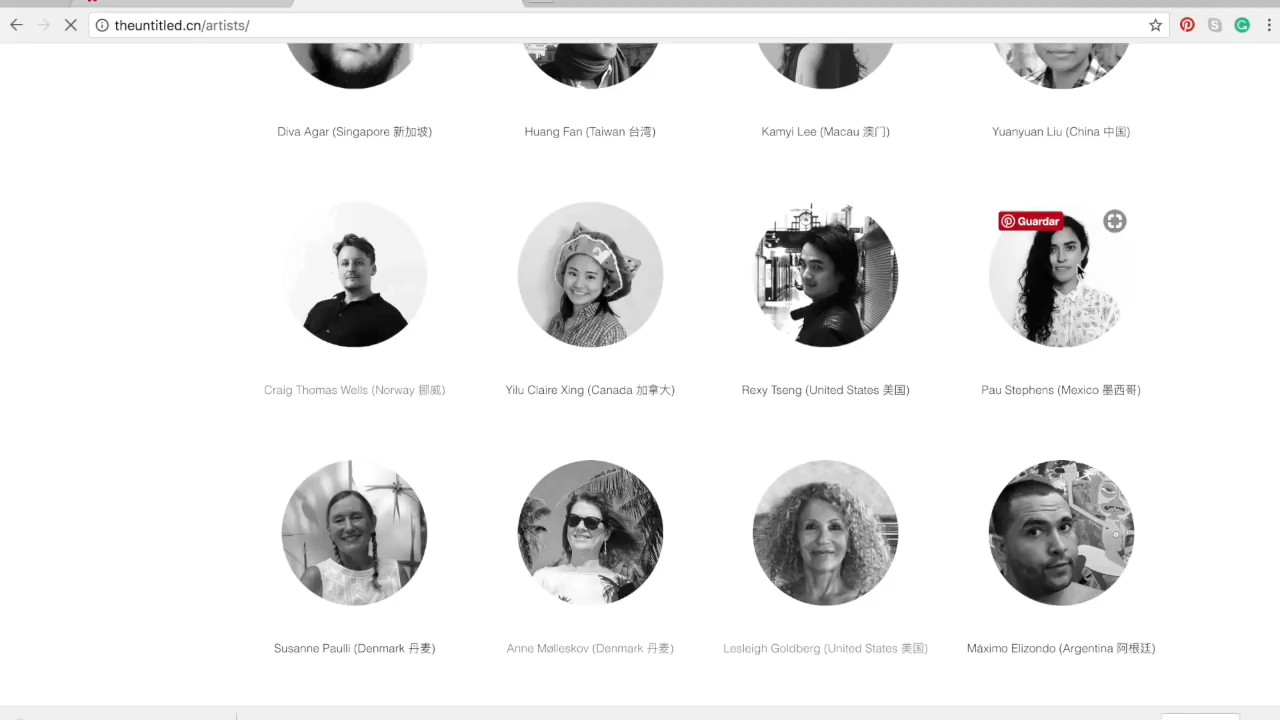 theuntitled.cn/artists/
Diva Agar (Singapore 新加坡)
Huang Fan (Taiwan 台湾)
Kamyi Lee (Macau 澳门)
Yuanyuan Liu (China 中国)
Guardar
Craig Thomas Wells (Norway 挪威)
Yilu Claire Xing (Canada 加拿大)
Rexy Tseng (United States 美国)
Pau Stephens (Mexico 墨西哥)
Susanne Paulli (Denmark 丹麦)
Anne Mølleskov (Denmark 丹麦)
Lesleigh Goldberg (United States 美国)
Máximo Elizondo (Argentina 阿根廷)